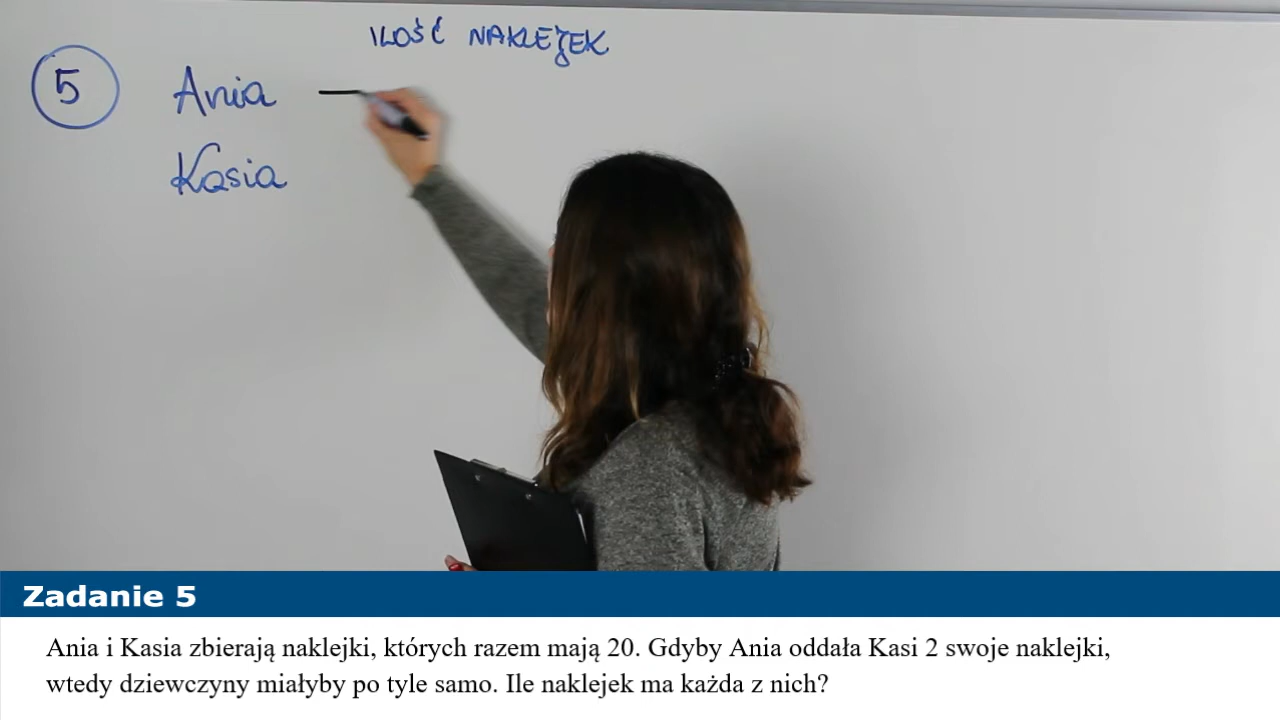 ILOŚĆ NAKLEJEK
5 Ania
Kasia
Zadanie 5
Ania i Kasia zbierają naklejki, których razem mają 20. Gdyby Ania oddała Kasi 2 swoje naklejki,
wtedy dziewczyny miałyby po tyle samo. Ile naklejek ma każda z nich?